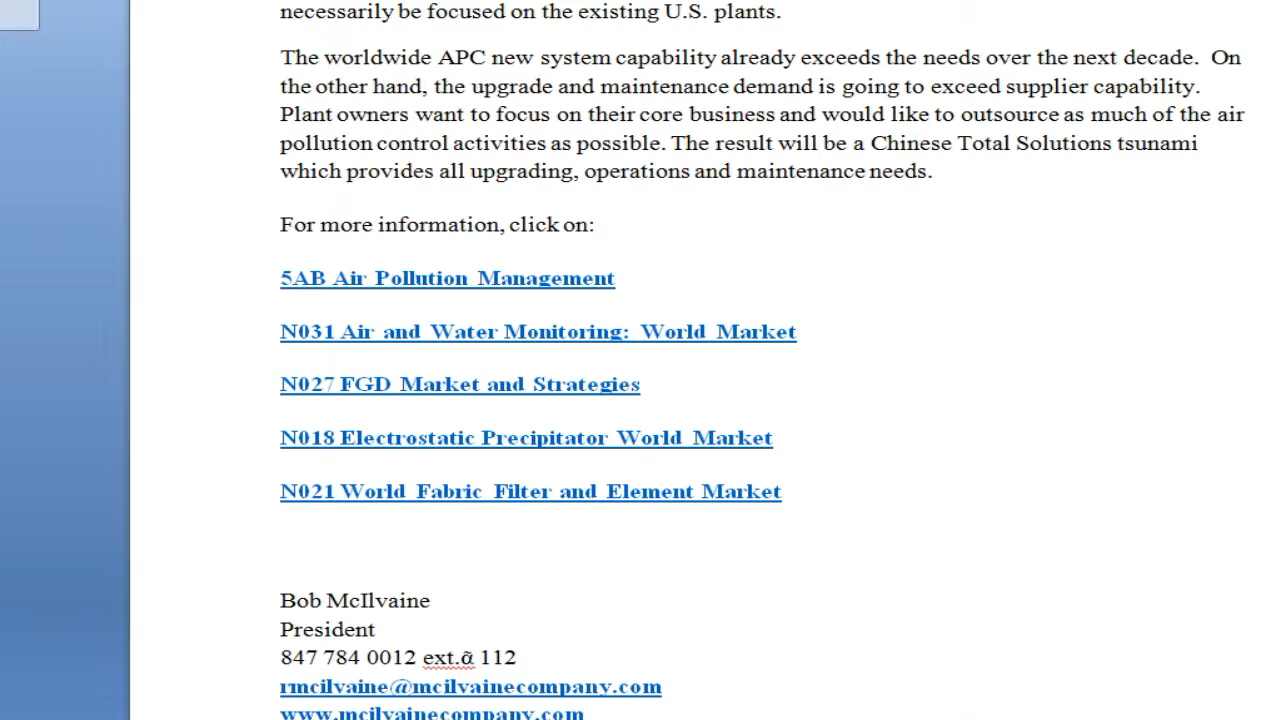 necessarily be focused on the existing U.S. plants.
The worldwide APC new system capability already exceeds the needs over the next decade. On
the other hand, the upgrade and maintenance demand is going to exceed supplier capability.
Plant owners want to focus on their core business and would like to outsource as much of the air
pollution control activities as possible. The result will be a Chinese Total Solutions tsunami
which provides all upgrading, operations and maintenance needs.
For more information, click on:
5AB Air Pollution Management
N031 Air and Water Monitoring: World Market
N027 FGD Market and Strategies
N018 Electrostatic Precipitator World Market
N021 World Fabric Filter and Element Market
Bob McIlvaine
President
847 784 0012 ext.ã 112
rmcilvaine@mcilvainecompany.com
www.mcilvainecompany.com